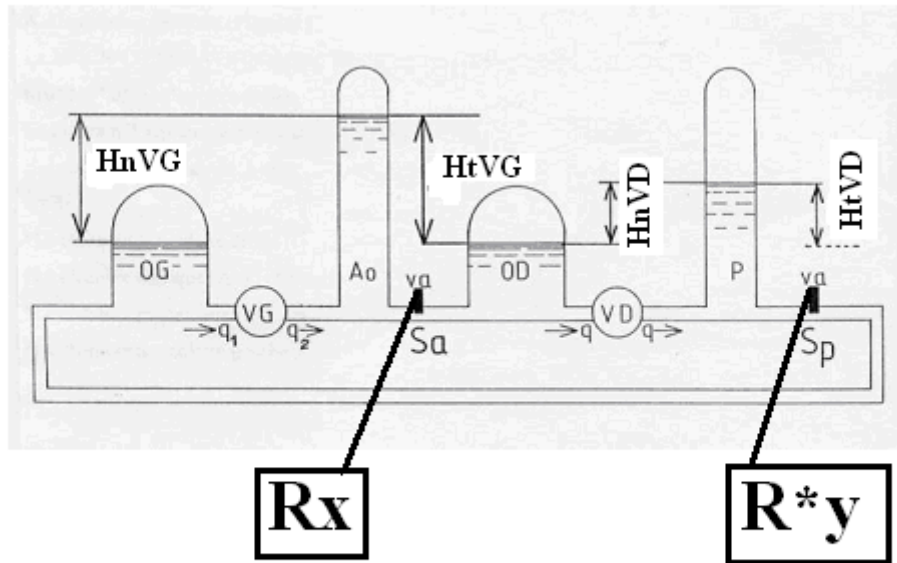 HnVG
HtVG
HnVD
HtVD
OG
Ao
OD
P
va
va
VG
VD
q1
q2
Sa
q
q
Sp
Rx
R*y